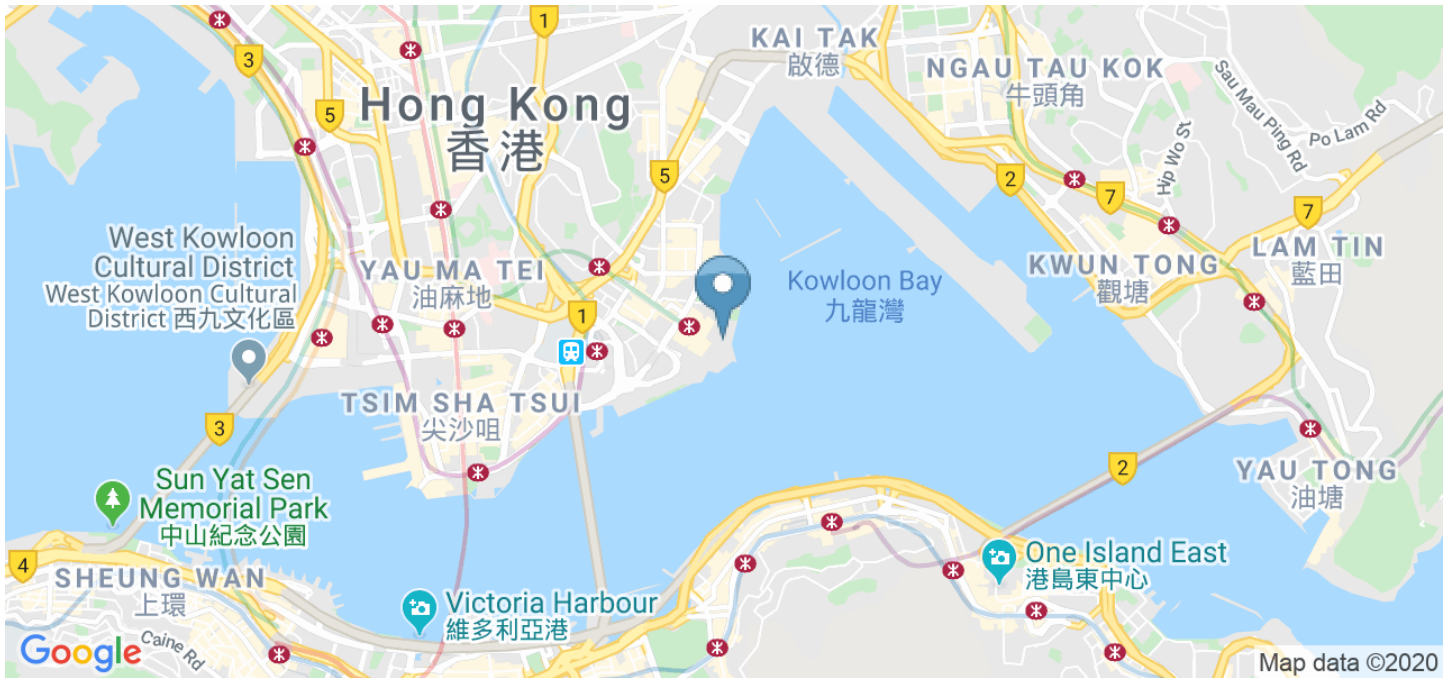 KAI TAK
啟德
NGAU TAU KOK
牛頭角
Sau Mau Ping Rd
Po Lam Rd
Hip Wo St
Hong Kong
香港
1
3
5
5
2
7
7
West Kowloon
Cultural District
West Kowloon Cultural
District 西九文化區
YAU MA TEI
油麻地
Kowloon Bay
九龍灣
KWUN TONG
觀塘
LAM TIN
藍田
1
TSIM SHA TSUI
尖沙咀
3
2
Sun Yat Sen
Memorial Park
中山紀念公園
YAU TONG
油塘
4
SHEUNG WAN
上環
One Island East
港島東中心
Victoria Harbour
維多利亞港
Caine Rd
Google
Map data ©2020